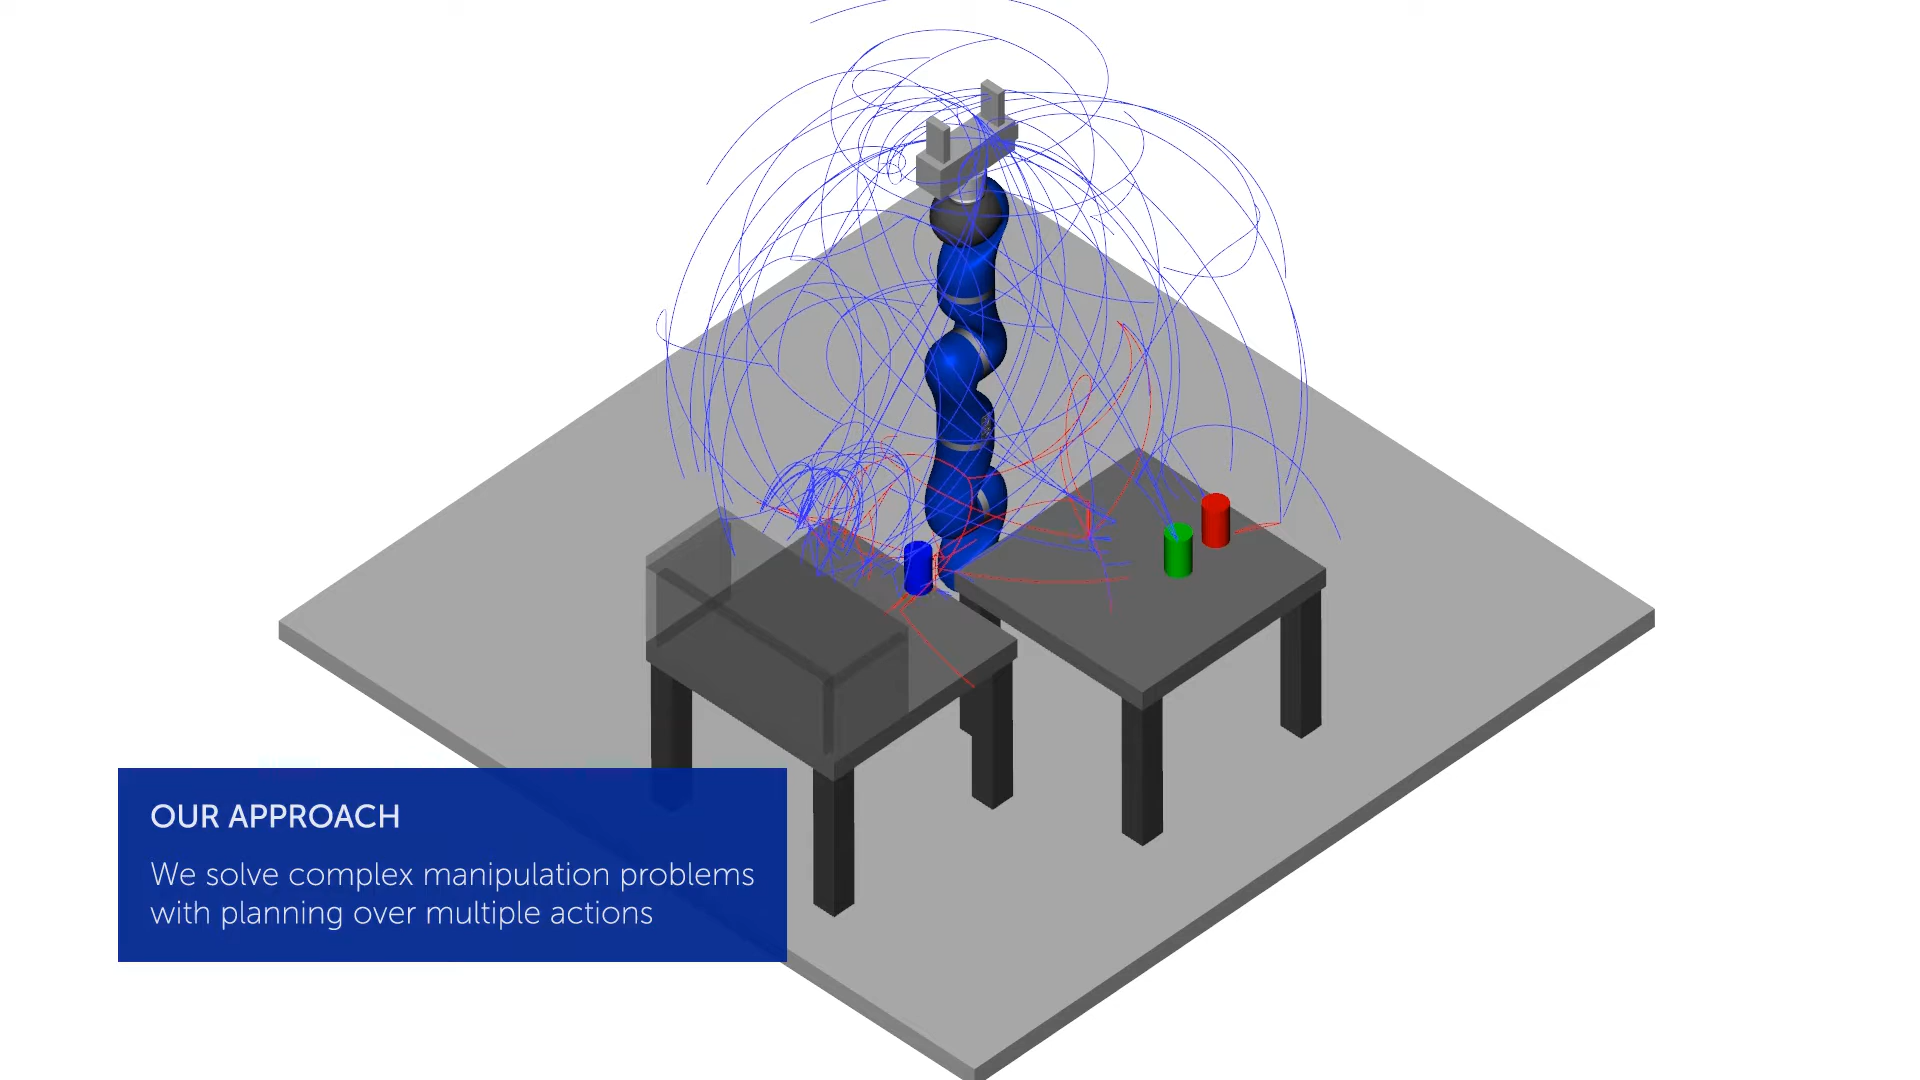 OUR APPROACH
We solve complex manipulation problems
with planning over multiple actions